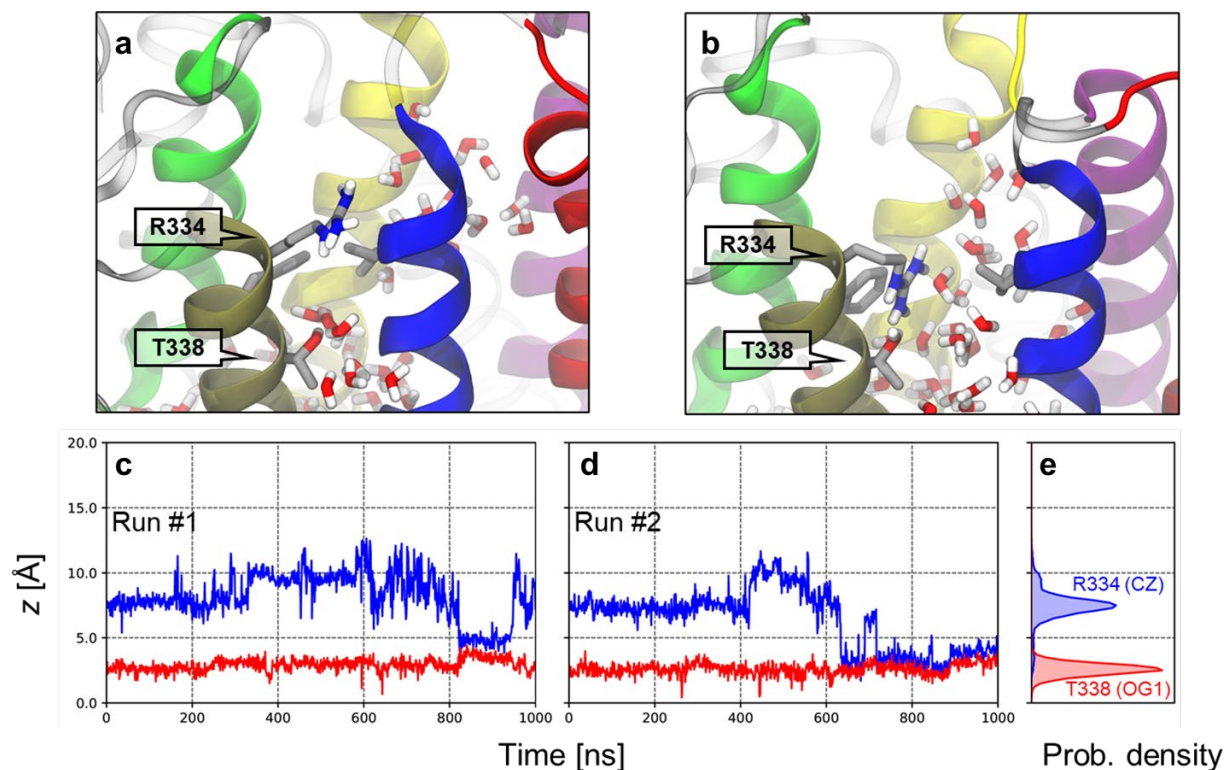 a
b
R334
T338
R334
T338
c
d
e
20.0
15.0
10.0
5.0
0.0
z [Å]
Run #1
Run #2
R334 (CZ)
T338 (OG1)
0
200
400
600
800
1000
0
200
400
600
800
1000
Time [ns]
Prob. density